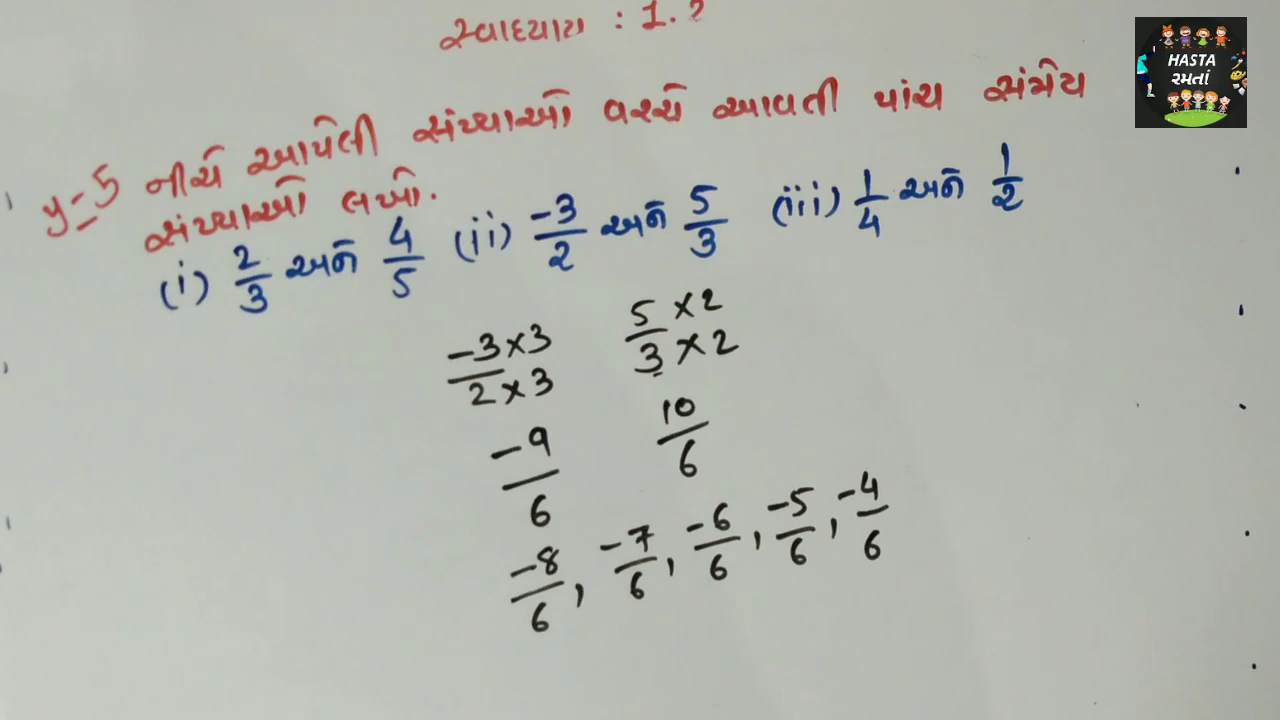 સ્વાધ્યાય : 1.2
HASTA
રમતાં
પ્ર-5 નીચે આપેલી સંખ્યાઓ વચ્ચે આવતી પાંચ સંમેય
સંખ્યાઓ લખો.
(i) 2/3 અને 4/5 (ii) -3/2 અને 5/3 (iii) 1/4 અને 1/2
-3×3/2×3 5×2/3×2
-9/6 10/6
-8/6, -7/6, -6/6, -5/6, -4/6